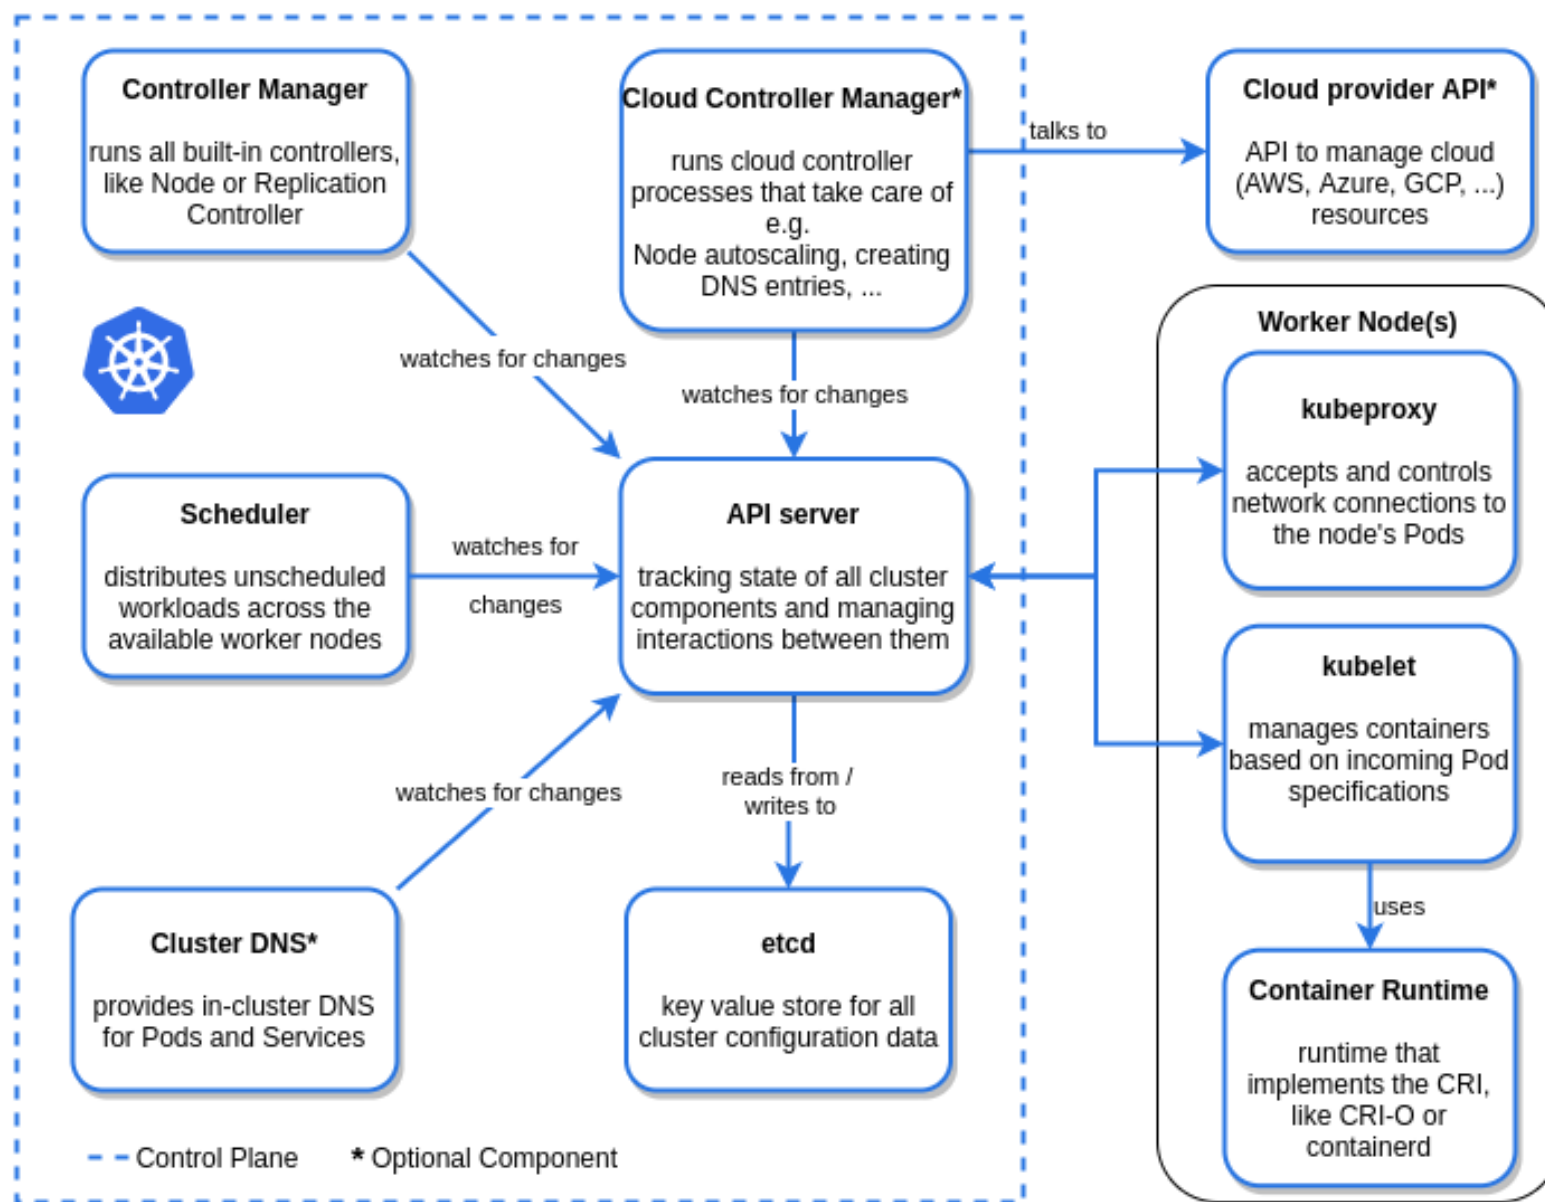 Controller Manager
runs all built-in controllers,
like Node or Replication
Controller
Cloud Controller Manager*
runs cloud controller
processes that take care of
e.g.
Node autoscaling, creating
DNS entries, ...
talks to
Cloud provider API*
API to manage cloud
(AWS, Azure, GCP, ...)
resources
watches for changes
watches for changes
Worker Node(s)
kubeproxy
accepts and controls
network connections to
the node's Pods
Scheduler
distributes unscheduled
workloads across the
available worker nodes
watches for
changes
API server
tracking state of all cluster
components and managing
interactions between them
kubelet
manages containers
based on incoming Pod
specifications
watches for changes
reads from /
writes to
uses
Cluster DNS*
provides in-cluster DNS
for Pods and Services
etcd
key value store for all
cluster configuration data
Container Runtime
runtime that
implements the CRI,
like CRI-O or
containerd
Control Plane
* Optional Component